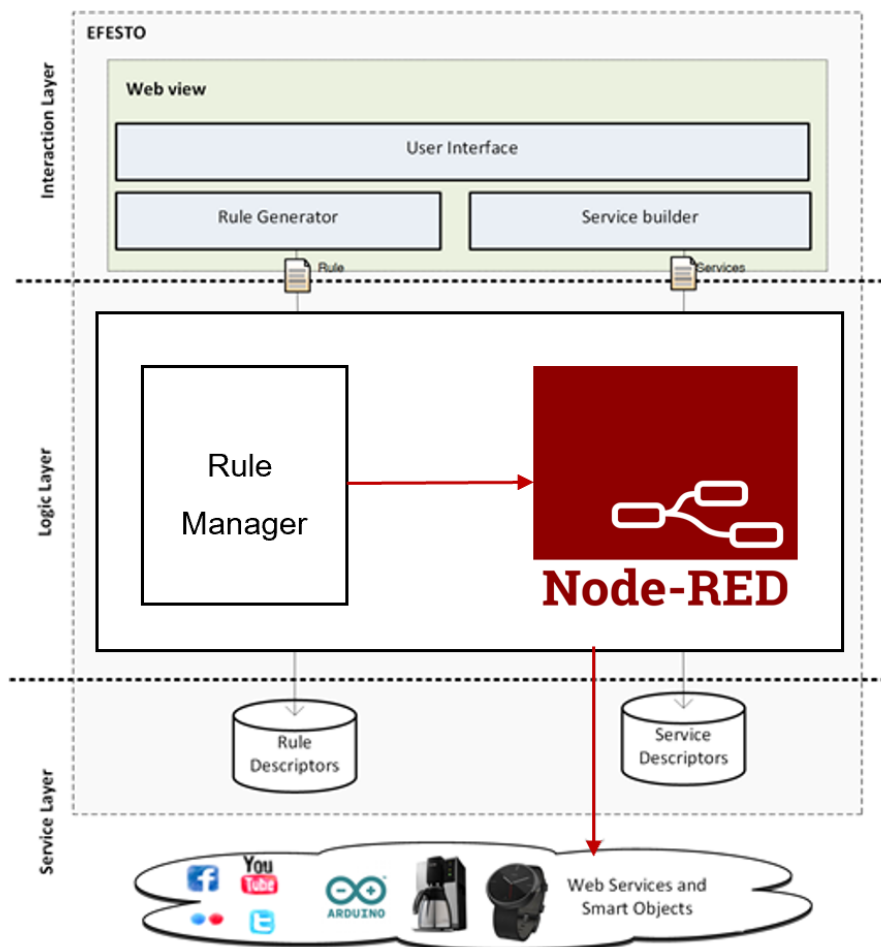 EFESTO
Interaction Layer
Web view
User Interface
Rule Generator
Service builder
Rule
Services
Logic Layer
Rule
Manager
Node-RED
Service Layer
Rule
Descriptors
Service
Descriptors
You
Tube
ARDUINO
Web Services and
Smart Objects